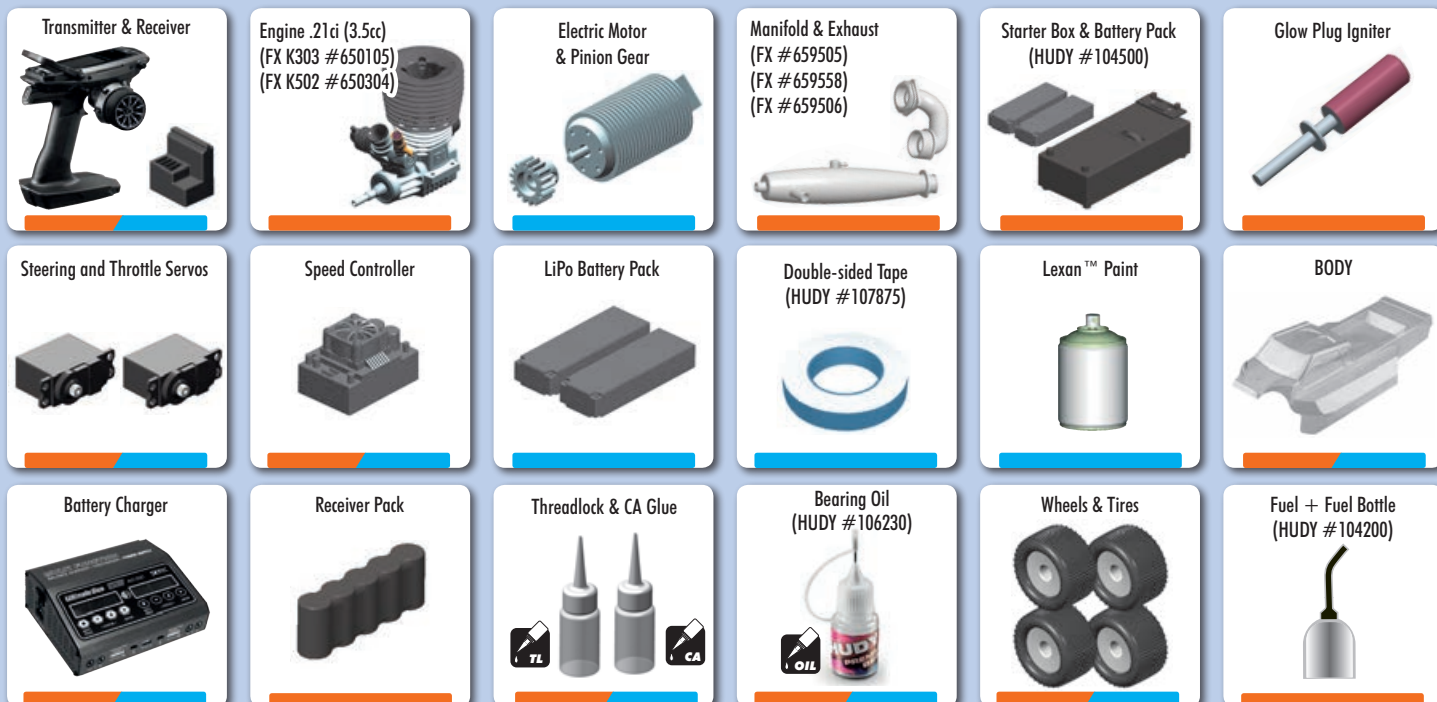 Transmitter & Receiver
Engine .21ci (3.5cc)
(FX K303 #650105)
(FX K502 #650304)
Electric Motor
& Pinion Gear
Manifold & Exhaust
(FX #659505)
(FX #659558)
(FX #659506)
Starter Box & Battery Pack
(HUDY #104500)
Glow Plug Igniter
Steering and Throttle Servos
Speed Controller
LiPo Battery Pack
Double-sided Tape
(HUDY #107875)
Lexan™ Paint
BODY
Battery Charger
Receiver Pack
Threadlock & CA Glue
TL
CA
Bearing Oil
(HUDY #106230)
OIL
HUDY
Wheels & Tires
Fuel + Fuel Bottle
(HUDY #104200)